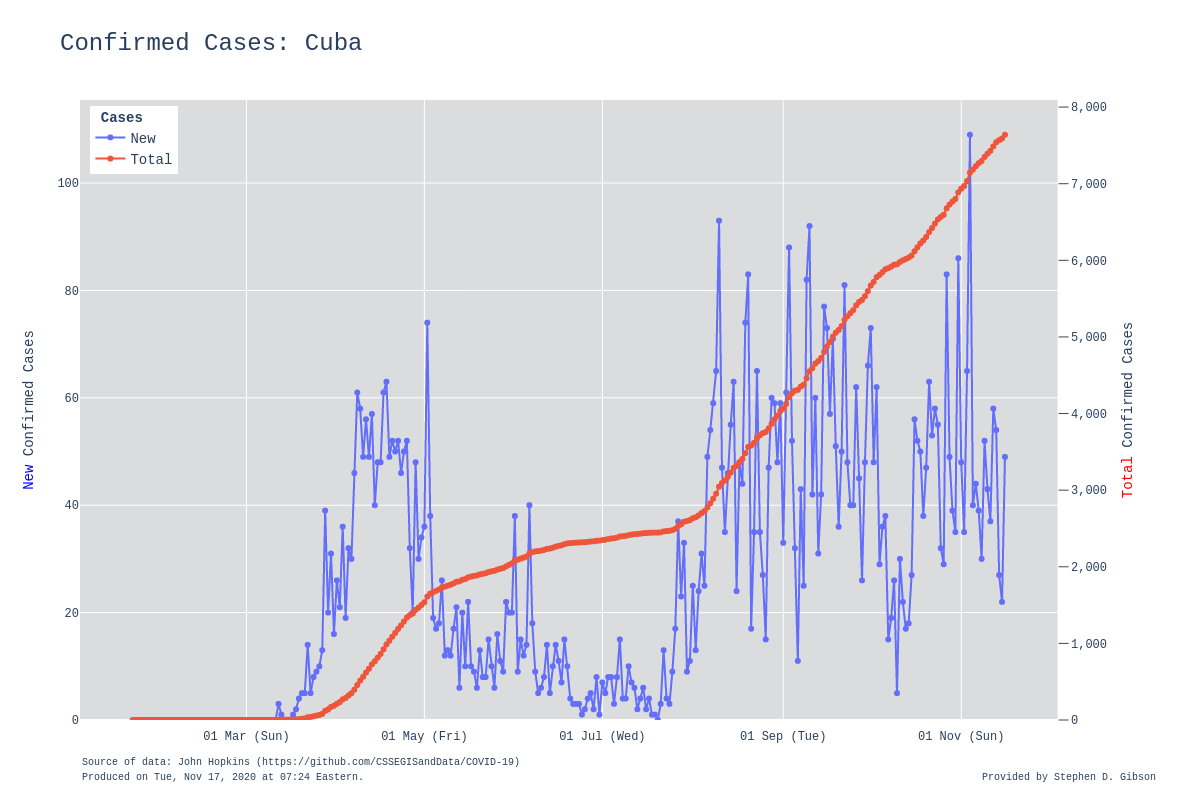 Confirmed Cases: Cuba
Cases
New
Total
100
80
60
40
20
0
New Confirmed Cases
8,000
7,000
6,000
5,000
4,000
3,000
2,000
1,000
0
Total Confirmed Cases
01 Mar (Sun)
01 May (Fri)
01 Jul (Wed)
01 Sep (Tue)
01 Nov (Sun)
Source of data: John Hopkins (https://github.com/CSSEGISandData/COVID-19)
Produced on Tue, Nov 17, 2020 at 07:24 Eastern.
Provided by Stephen D. Gibson